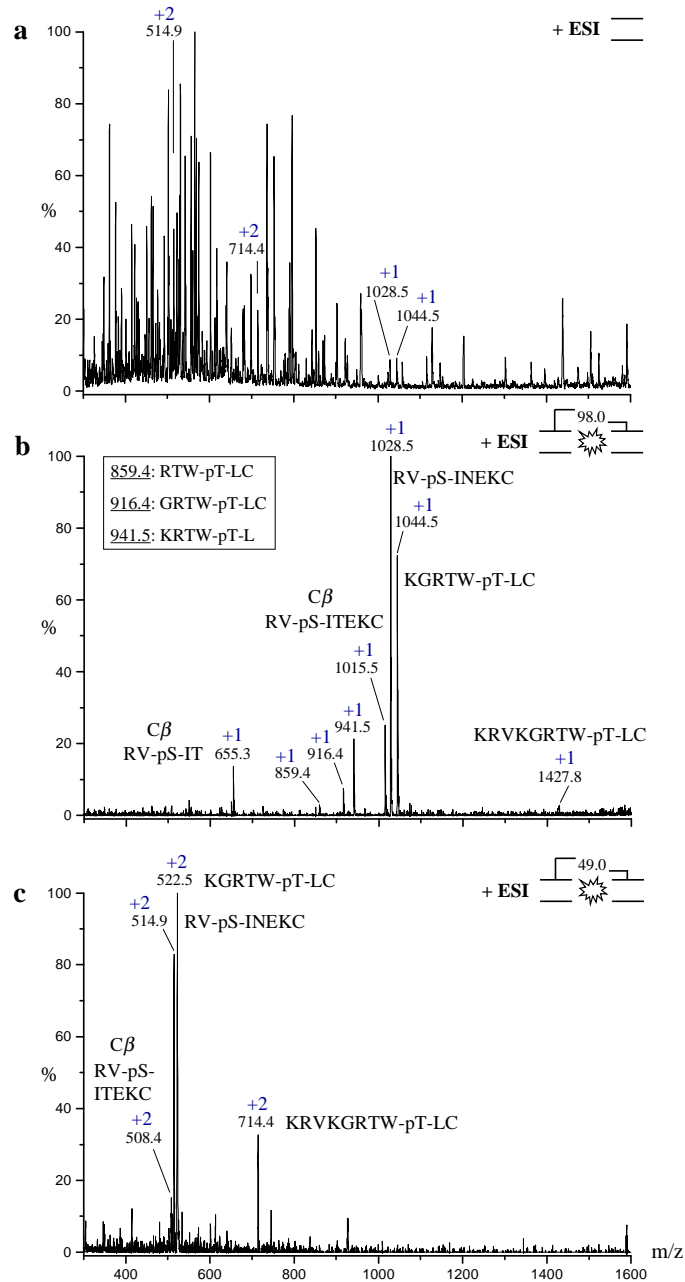 a
+2
514.9
+ ESI
100
80
60
%
40
20
0
+2
714.4
+1
1028.5
+1
1044.5
b
+ ESI
98.0
100
80
60
%
40
20
0
859.4: RTW-pT-LC
916.4: GRTW-pT-LC
941.5: KRTW-pT-L
+1
1028.5
RV-pS-INEKC
+1
1044.5
KGRTW-pT-LC
Cβ
RV-pS-ITEKC
+1
1015.5
+1
941.5
+1
916.4
+1
859.4
Cβ
RV-pS-IT
+1
655.3
KRVKGRTW-pT-LC
+1
1427.8
c
+ ESI
49.0
100
80
60
%
40
20
0
+2
522.5
KGRTW-pT-LC
+2
514.9
RV-pS-INEKC
Cβ
RV-pS-
ITEKC
+2
508.4
+2
714.4
KRVKGRTW-pT-LC
400 600 800 1000 1200 1400 1600 m/z